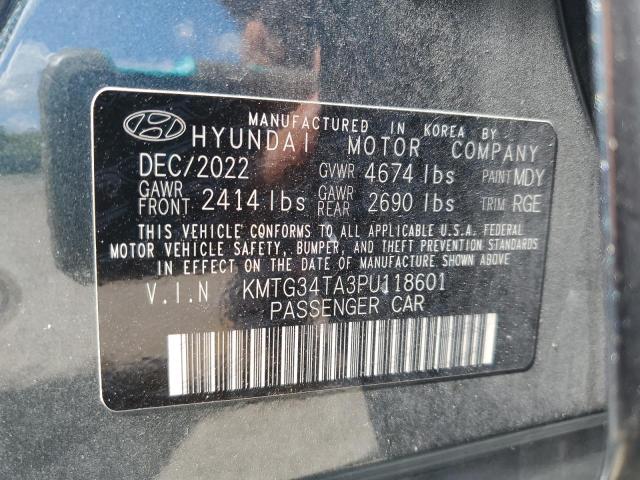 MANUFACTURED IN KOREA BY
HYUNDAI MOTOR COMPANY
DEC/2022 GVWR 4674 lbs PAINT MDY
GAWR FRONT 2414 lbs GAWR REAR 2690 lbs TRIM RGE
THIS VEHICLE CONFORMS TO ALL APPLICABLE U.S.A. FEDERAL
MOTOR VEHICLE SAFETY, BUMPER, AND THEFT PREVENTION STANDARDS
IN EFFECT ON THE DATE OF MANUFACTURE SHOWN ABOVE
V.I.N KMTG34TA3PU118601
PASSENGER CAR